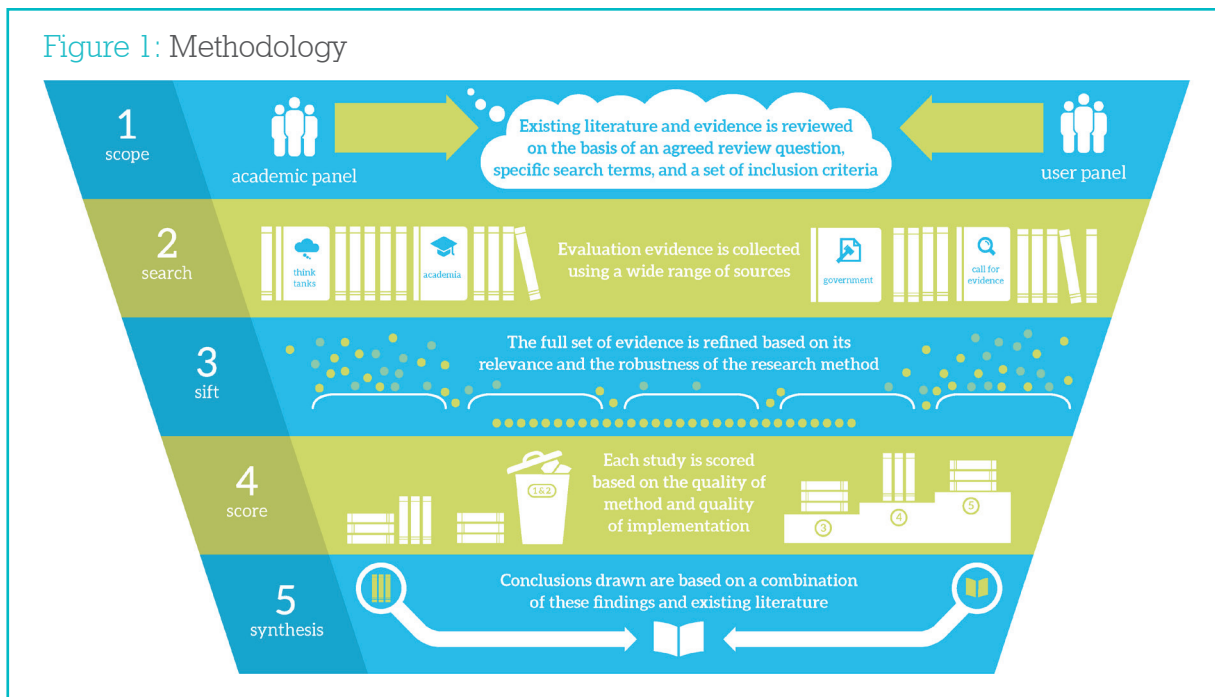 Figure 1: Methodology
1
scope
academic panel
Existing literature and evidence is reviewed
on the basis of an agreed review question,
specific search terms, and a set of inclusion criteria
user panel
2
search
think
tanks
academia
Evaluation evidence is collected
using a wide range of sources
government
call for
evidence
3
sift
The full set of evidence is refined based on its
relevance and the robustness of the research method
4
score
1&2
Each study is scored
based on the quality of
method and quality
of implementation
3
4
5
5
synthesis
Conclusions drawn are based on a combination
of these findings and existing literature